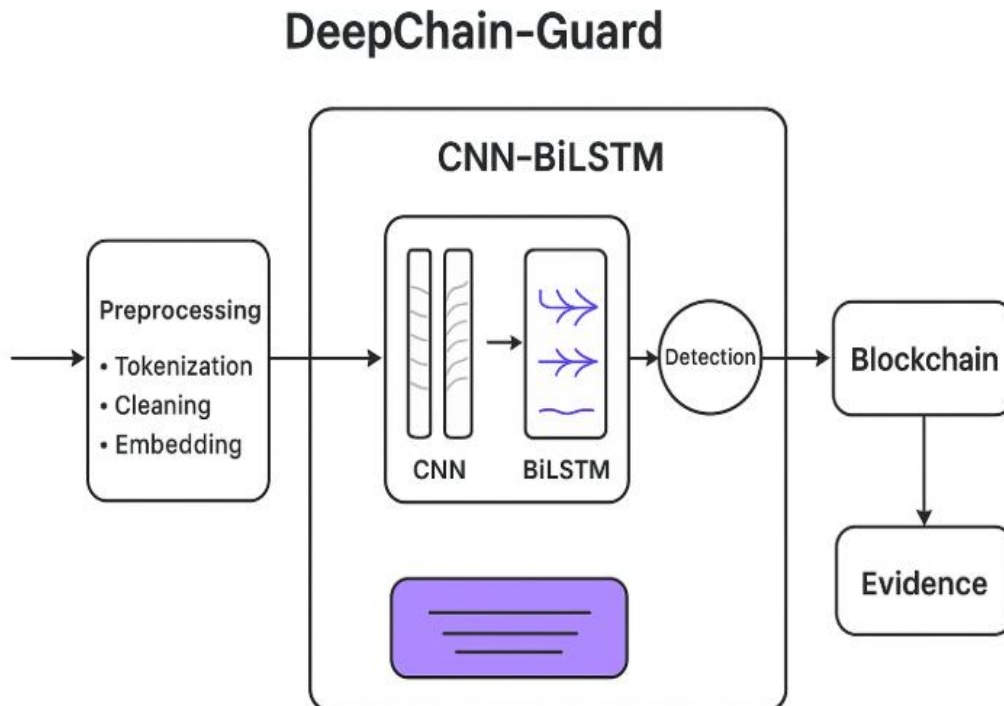 DeepChain-Guard
CNN-BiLSTM
Preprocessing
• Tokenization
• Cleaning
• Embedding
CNN
BiLSTM
Detection
Blockchain
Evidence